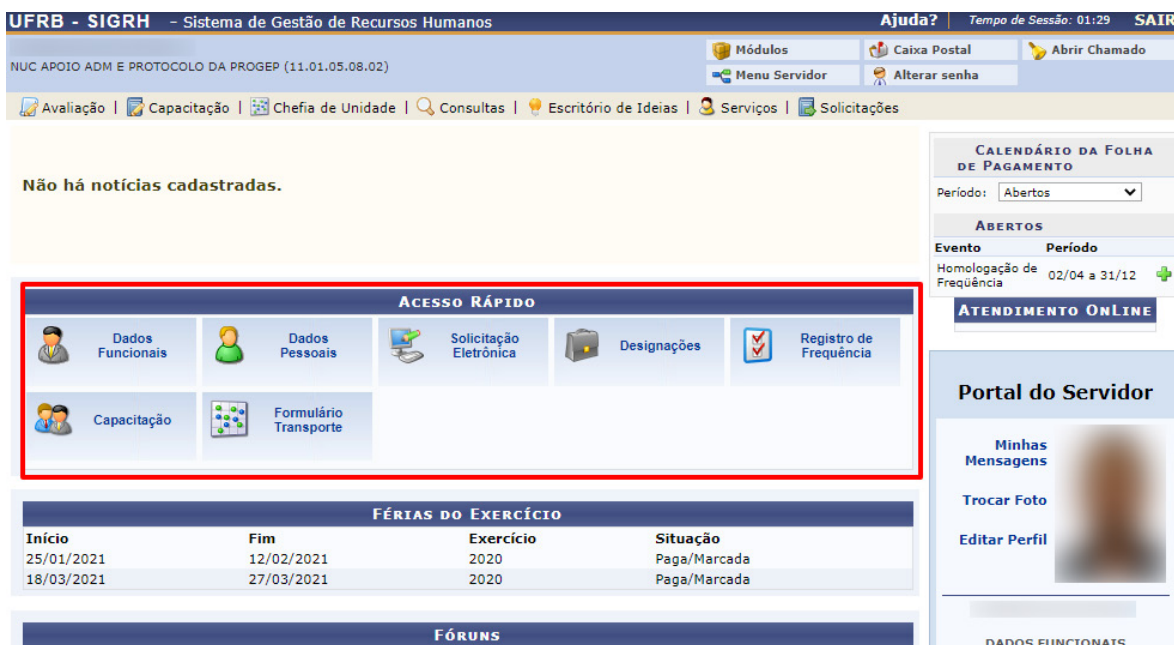 UFRB - SIGRH - Sistema de Gestão de Recursos Humanos
Ajuda? | Tempo de Sessão: 01:29 SAIR
NUC APOIO ADM E PROTOCOLO DA PROGEP (11.01.05.08.02)
Módulos Caixa Postal Abrir Chamado
Menu Servidor Alterar senha
Avaliação | Capacitação | Chefia de Unidade | Consultas | Escritório de Ideias | Serviços | Solicitações
Não há notícias cadastradas.
ACESSO RÁPIDO
Dados
Funcionais
Dados
Pessoais
Solicitação
Eletrônica
Designações
Registro de
Frequência
Capacitação
Formulário
Transporte
FÉRIAS DO EXERCÍCIO
Início Fim Exercício Situação
25/01/2021 12/02/2021 2020 Paga/Marcada
18/03/2021 27/03/2021 2020 Paga/Marcada
FÓRUNS
CALENDÁRIO DA FOLHA
DE PAGAMENTO
Período: Abertos
ABERTOS
Evento Período
Homologação de
Freqüência
02/04 a 31/12
ATENDIMENTO ONLINE
Portal do Servidor
Minhas
Mensagens
Trocar Foto
Editar Perfil
DADOS FUNCIONAIS